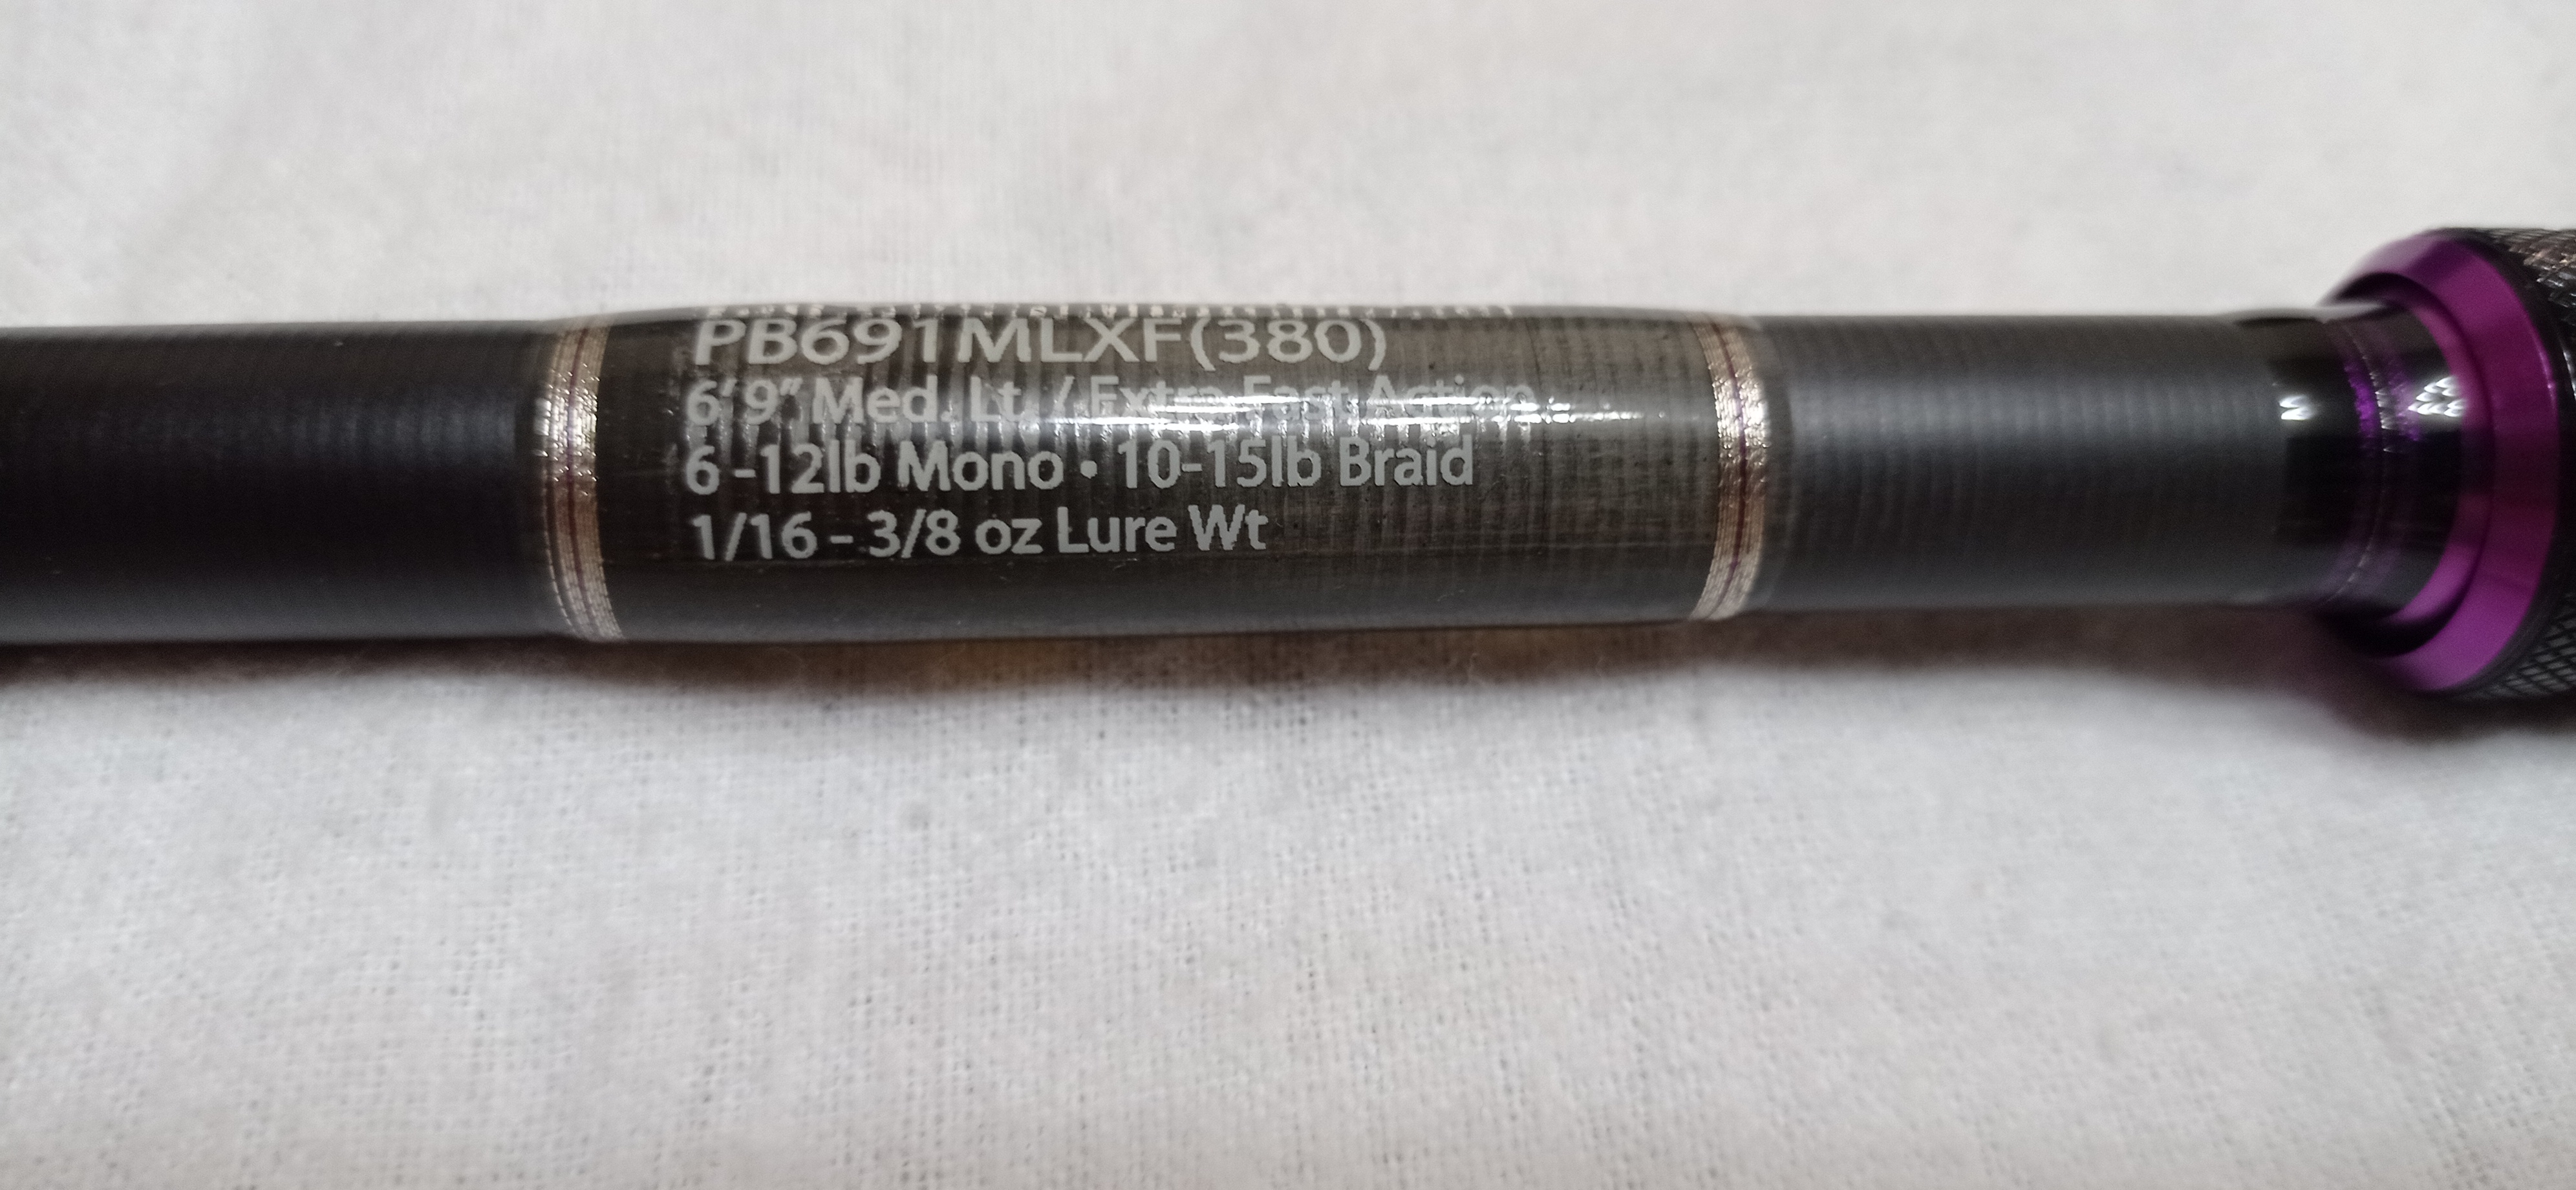 PB691MLXF(380)
6'9" Med. Lt. / Extra Fast Action
6 -12lb Mono • 10-15lb Braid
1/16 - 3/8 oz Lure Wt